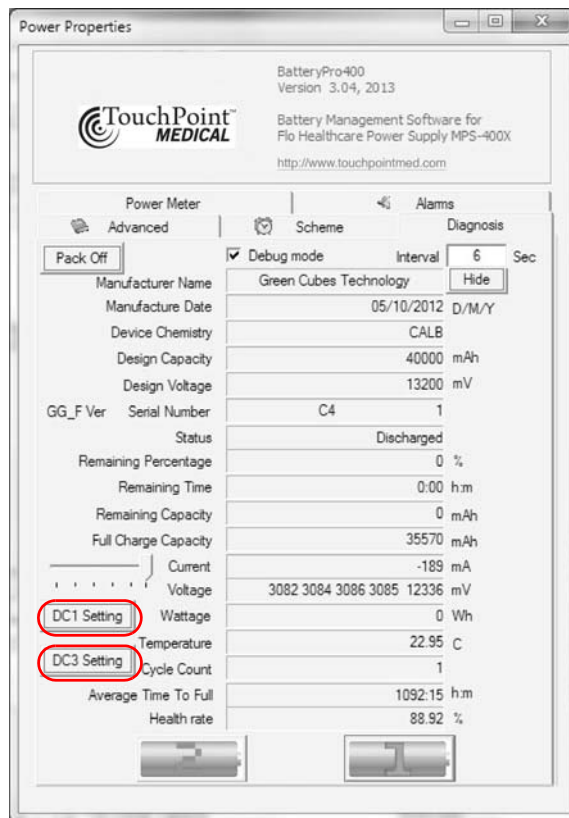 Power Properties
BatteryPro400
Version 3.04, 2013
TouchPoint™
MEDICAL
Battery Management Software for
Flo Healthcare Power Supply MPS-400X
http://www.touchpointmed.com
Power Meter Alarms
Advanced Scheme Diagnosis
Pack Off Debug mode Interval 6 Sec
Manufacturer Name Green Cubes Technology Hide
Manufacture Date 05/10/2012 D/M/Y
Device Chemistry CALB
Design Capacity 40000 mAh
Design Voltage 13200 mV
GG_F Ver Serial Number C4 1
Status Discharged
Remaining Percentage 0 %
Remaining Time 0:00 h:m
Remaining Capacity 0 mAh
Full Charge Capacity 35570 mAh
Current -189 mA
Voltage 3082 3084 3086 3085 12336 mV
DC1 Setting Wattage 0 Wh
Temperature 22.95 C
DC3 Setting Cycle Count 1
Average Time To Full 1092:15 h:m
Health rate 88.92 %